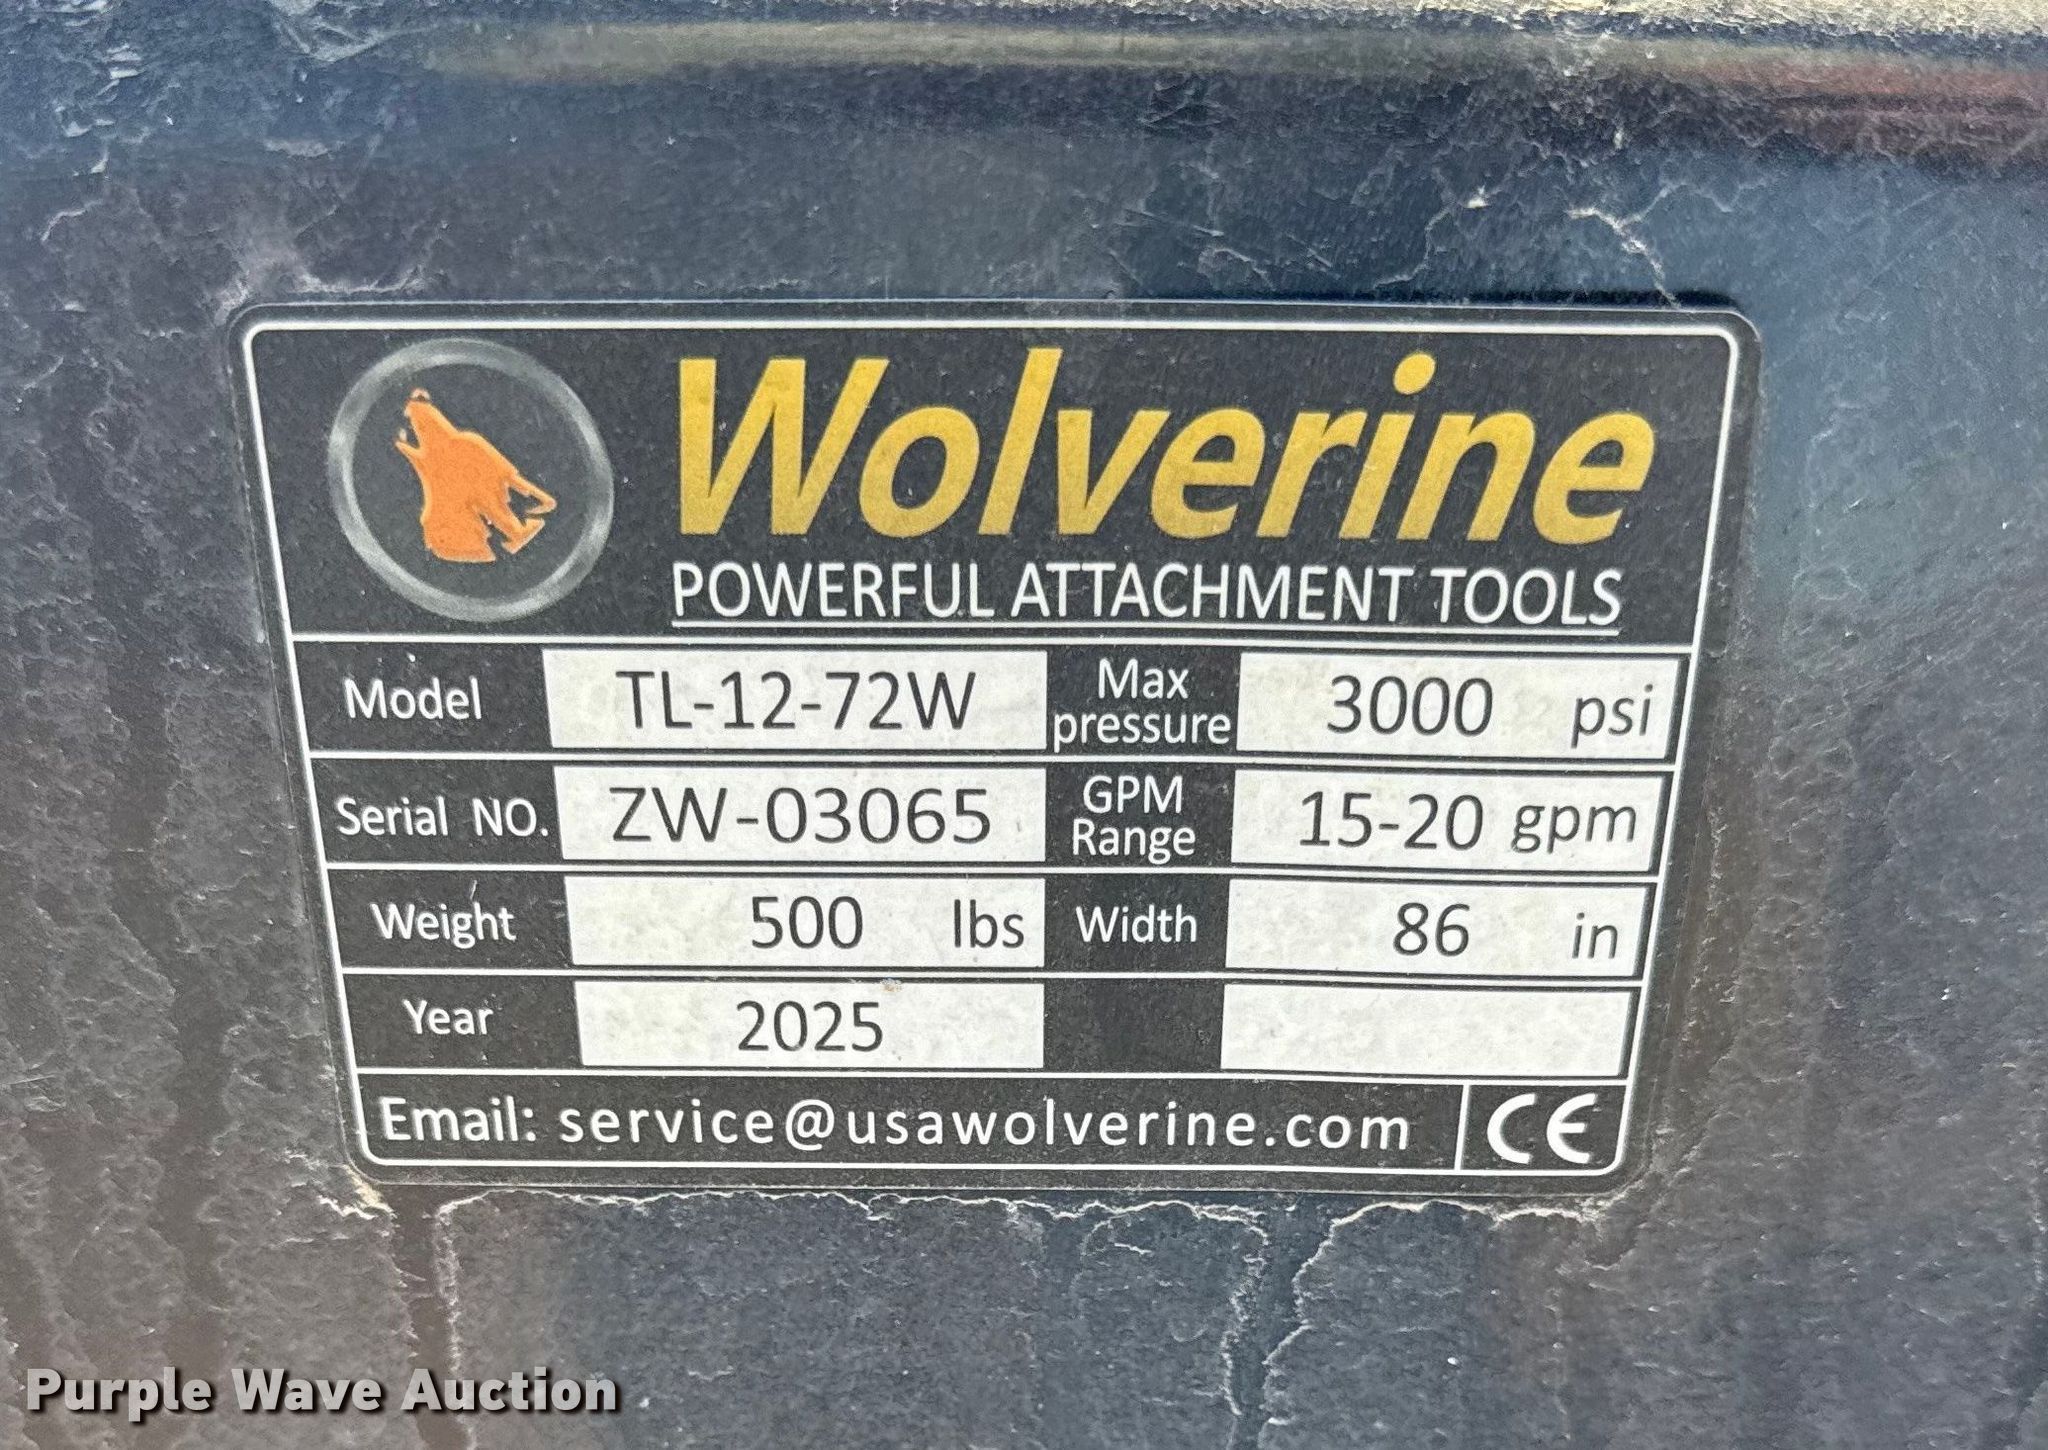 Wolverine
POWERFUL ATTACHMENT TOOLS
Model TL-12-72W Max pressure 3000 psi
Serial NO. ZW-03065 GPM Range 15-20 gpm
Weight 500 lbs Width 86 in
Year 2025
Email: service@usawolverine.com CE
Purple Wave Auction